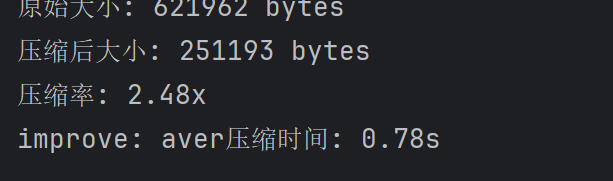 原始大小: 621962 bytes
压缩后大小: 251193 bytes
压缩率: 2.48x
improve: aver压缩时间: 0.78s